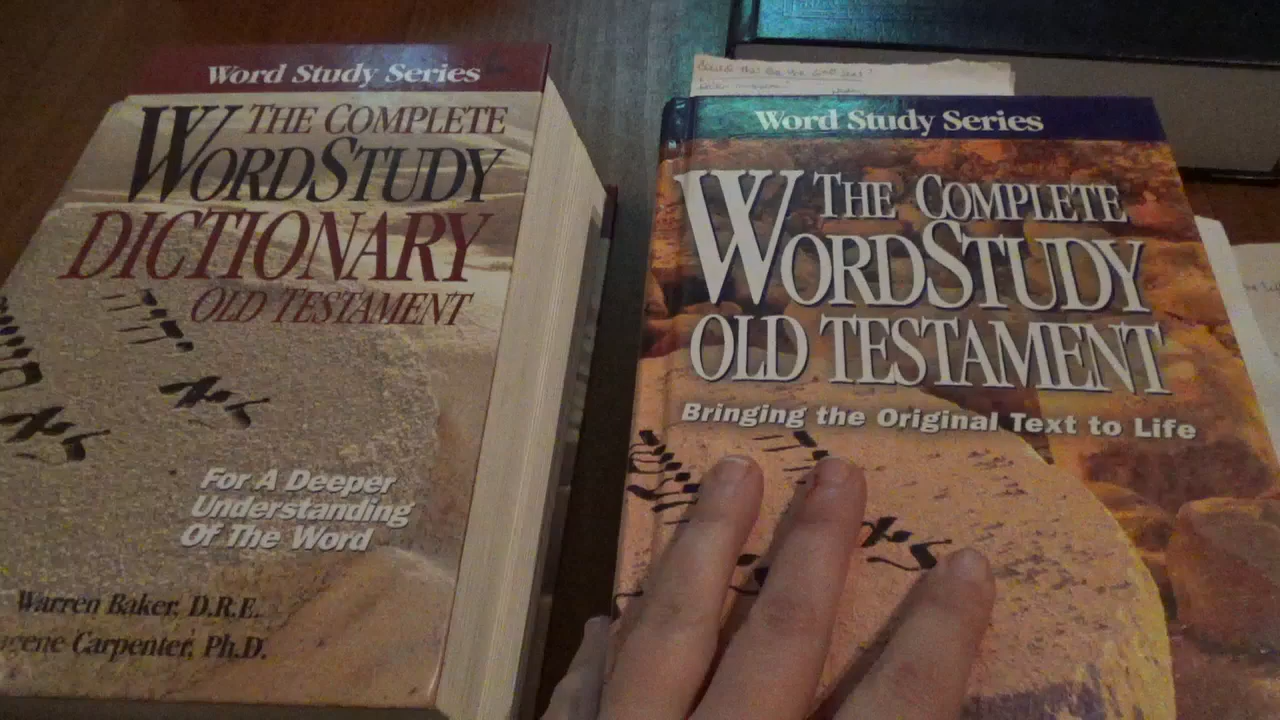 Word Study Series
THE COMPLETE
WORDSTUDY
DICTIONARY
OLD TESTAMENT
For A Deeper
Understanding
Of The Word
Warren Baker, D.R.E.
Carpenter, Ph.D.
Word Study Series
THE COMPLETE
WORDSTUDY
OLD TESTAMENT
Bringing the Original Text to Life